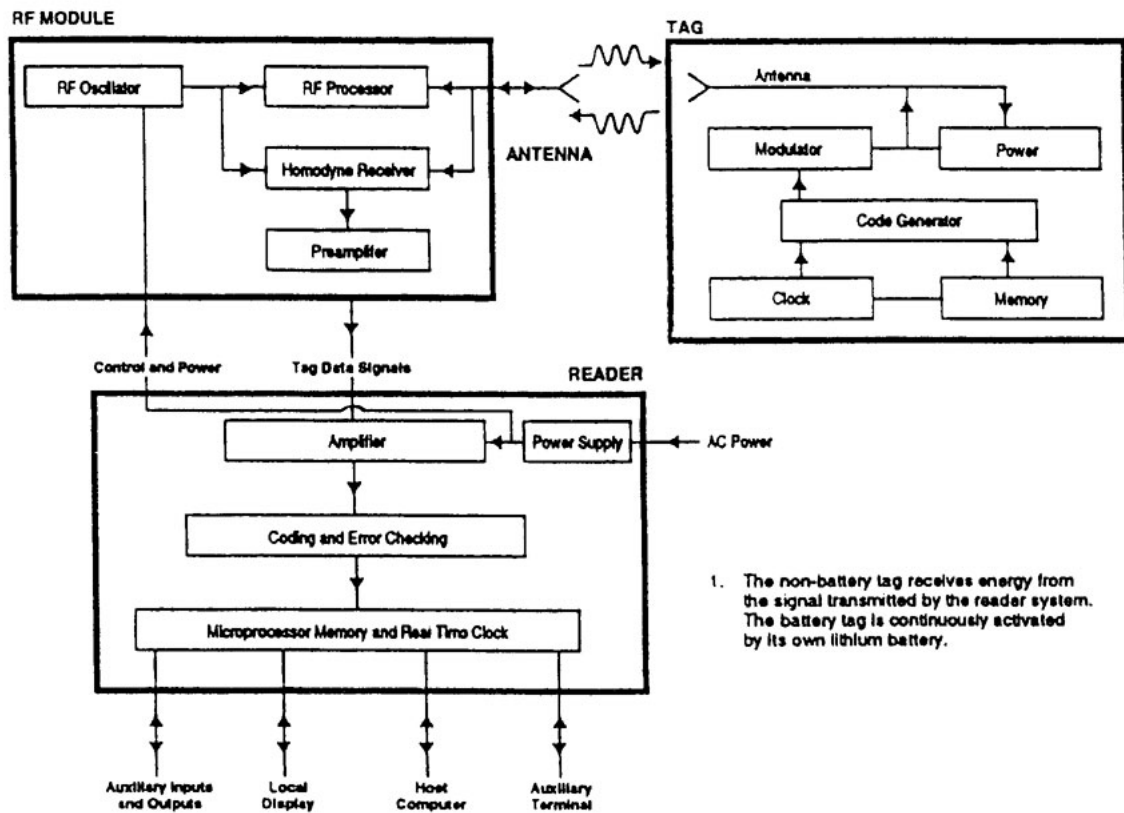 RF MODULE
RF Oscillator
RF Processor
Homodyne Receiver
Preamplifier
ANTENNA
TAG
Antenna
Modulator
Power
Code Generator
Clock
Memory
Control and Power
Tag Data Signals
READER
Amplifier
Power Supply
AC Power
Coding and Error Checking
Microprocessor Memory and Real Time Clock
1. The non-battery tag receives energy from
the signal transmitted by the reader system.
The battery tag is continuously activated
by its own lithium battery.
Auxiliary Inputs
and Outputs
Local
Display
Host
Computer
Auxiliary
Terminal